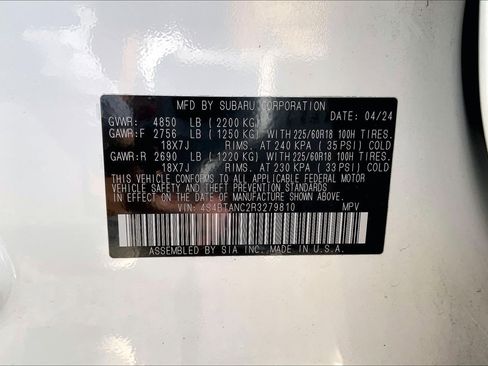 MFD BY SUBARU CORPORATION
GVWR: 4850 LB ( 2200 KG) DATE: 04/24
GAWR:F 2756 LB ( 1250 KG) WITH 225/60R18 100H TIRES.
18X7J RIMS. AT 240 KPA ( 35 PSI) COLD
GAWR:R 2690 LB ( 1220 KG) WITH 225/60R18 100H TIRES.
18X7J RIMS. AT 230 KPA ( 33 PSI) COLD
THIS VEHICLE CONFORMS TO ALL APPLICABLE FEDERAL MOTOR
VEHICLE SAFETY AND THEFT PREVENTION STANDARDS IN EFFECT
ON THE DATE OF MANUFACTURE SHOWN ABOVE.
VIN: 4S4BTANC2R3279810 MPV
ASSEMBLED BY SIA INC. MADE IN U.S.A.